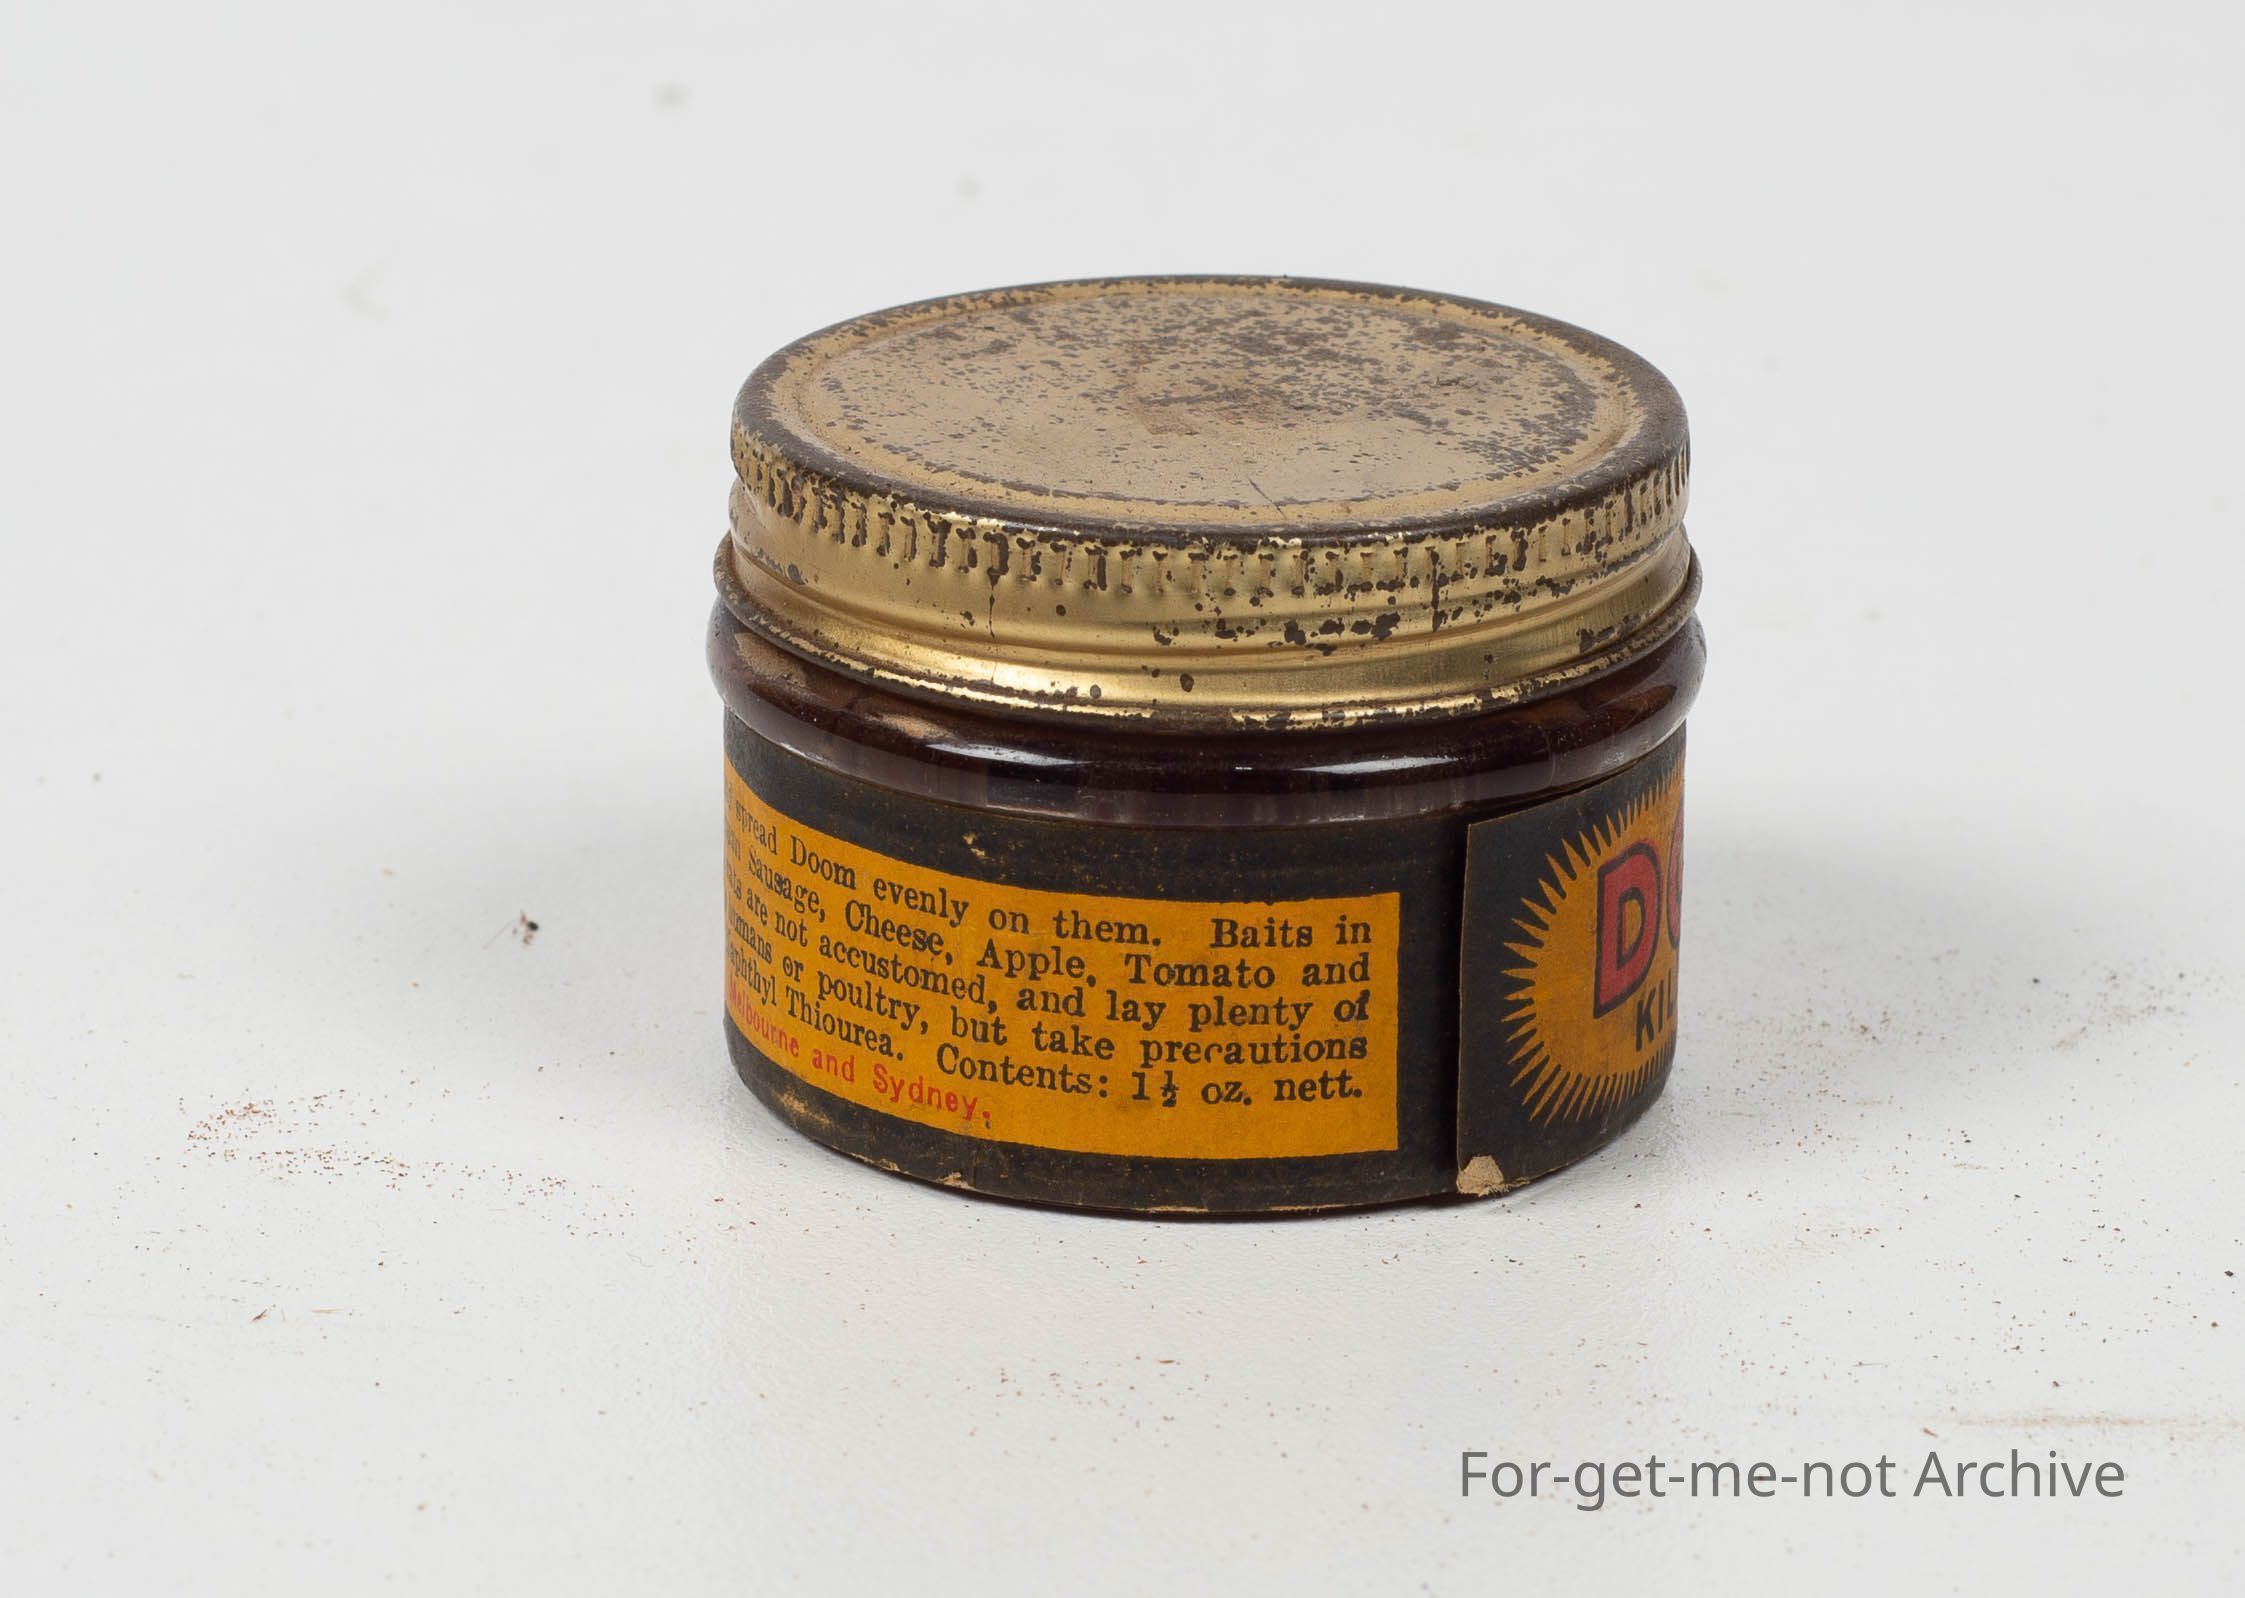 spread Doom evenly on them. Baits in
Sausage, Cheese, Apple, Tomato and
are not accustomed, and lay plenty of
or poultry, but take precautions
Thiourea. Contents: 1½ oz. nett.
Melbourne and Sydney.
For-get-me-not Archive